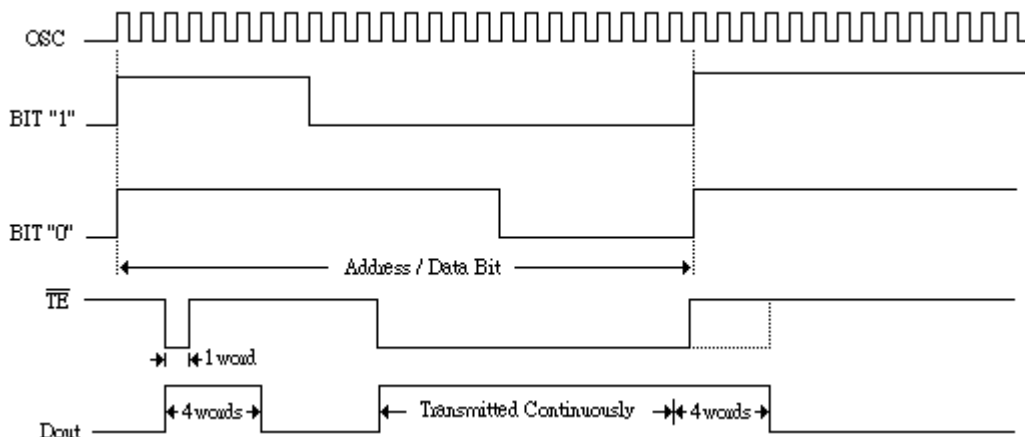 OSC
BIT "1"
BIT "0"
Address / Data Bit
TE
1 word
4 words
Transmitted Continuously
4 words
Dout